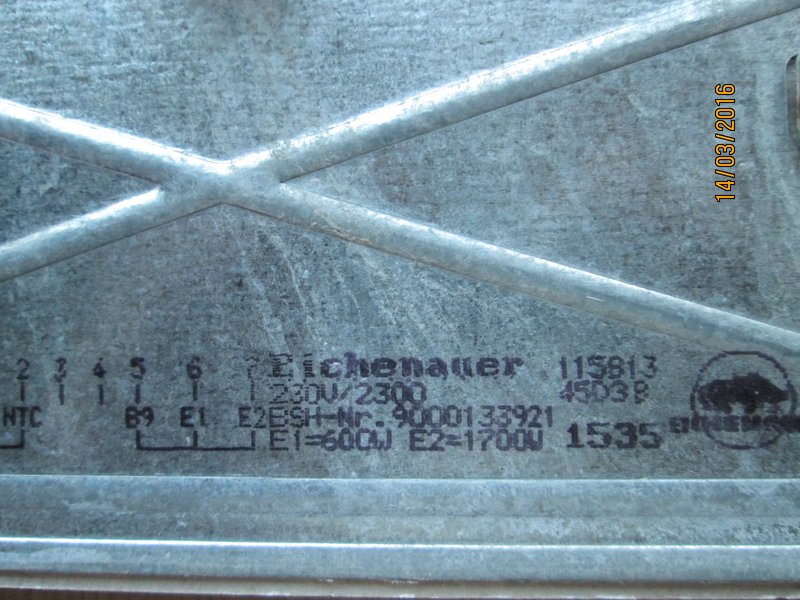 14/03/2016
2 3 4 5 6 7 Eichenauer 115813
230V/2300 45D38
NTC B9 E1 E2 BSH-Nr. 9000133921
E1=600W E2=1700W 1535